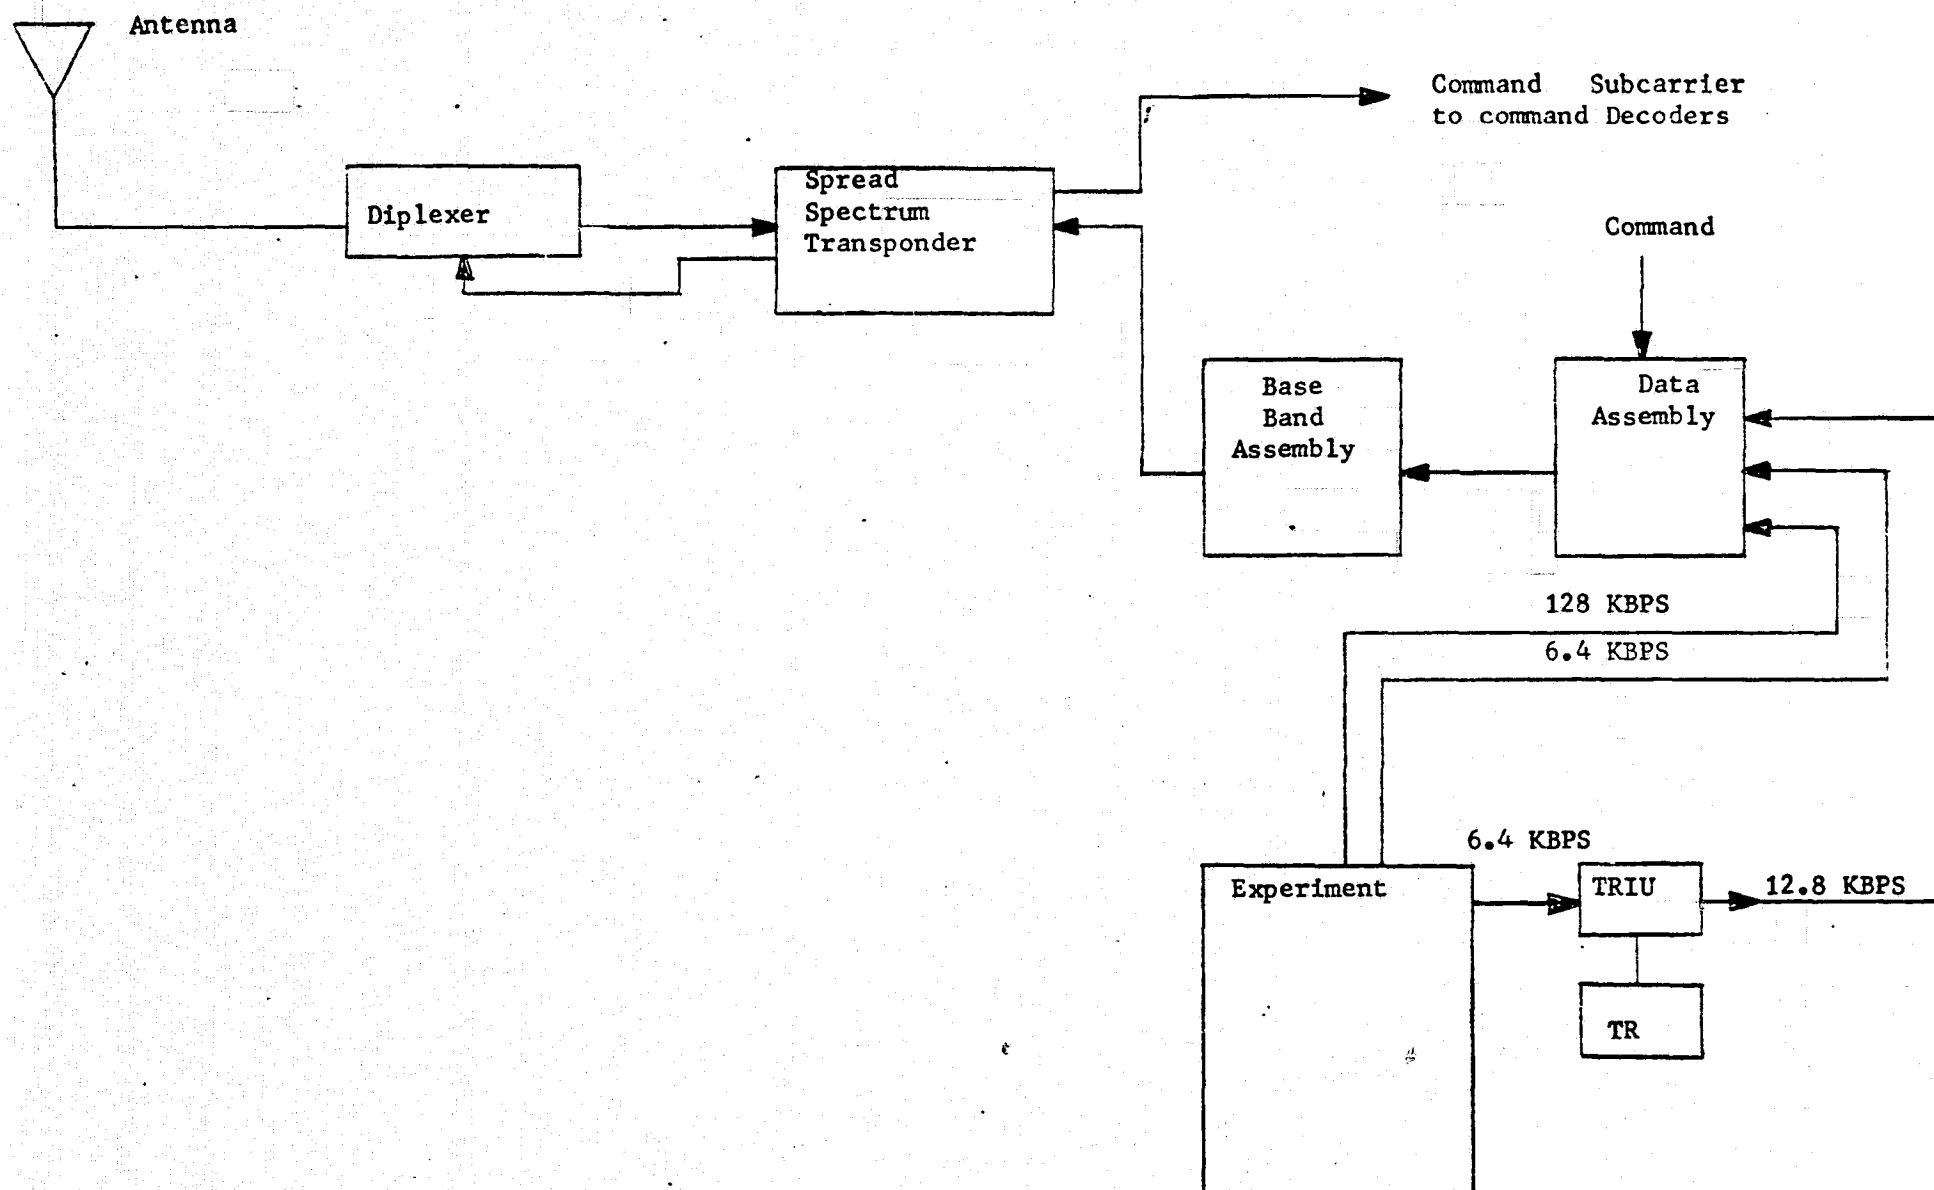 Antenna
Command Subcarrier
to command Decoders
Diplexer
Spread
Spectrum
Transponder
Command
Base
Band
Assembly
Data
Assembly
128 KBPS
6.4 KBPS
6.4 KBPS
Experiment
TRIU
12.8 KBPS
TR